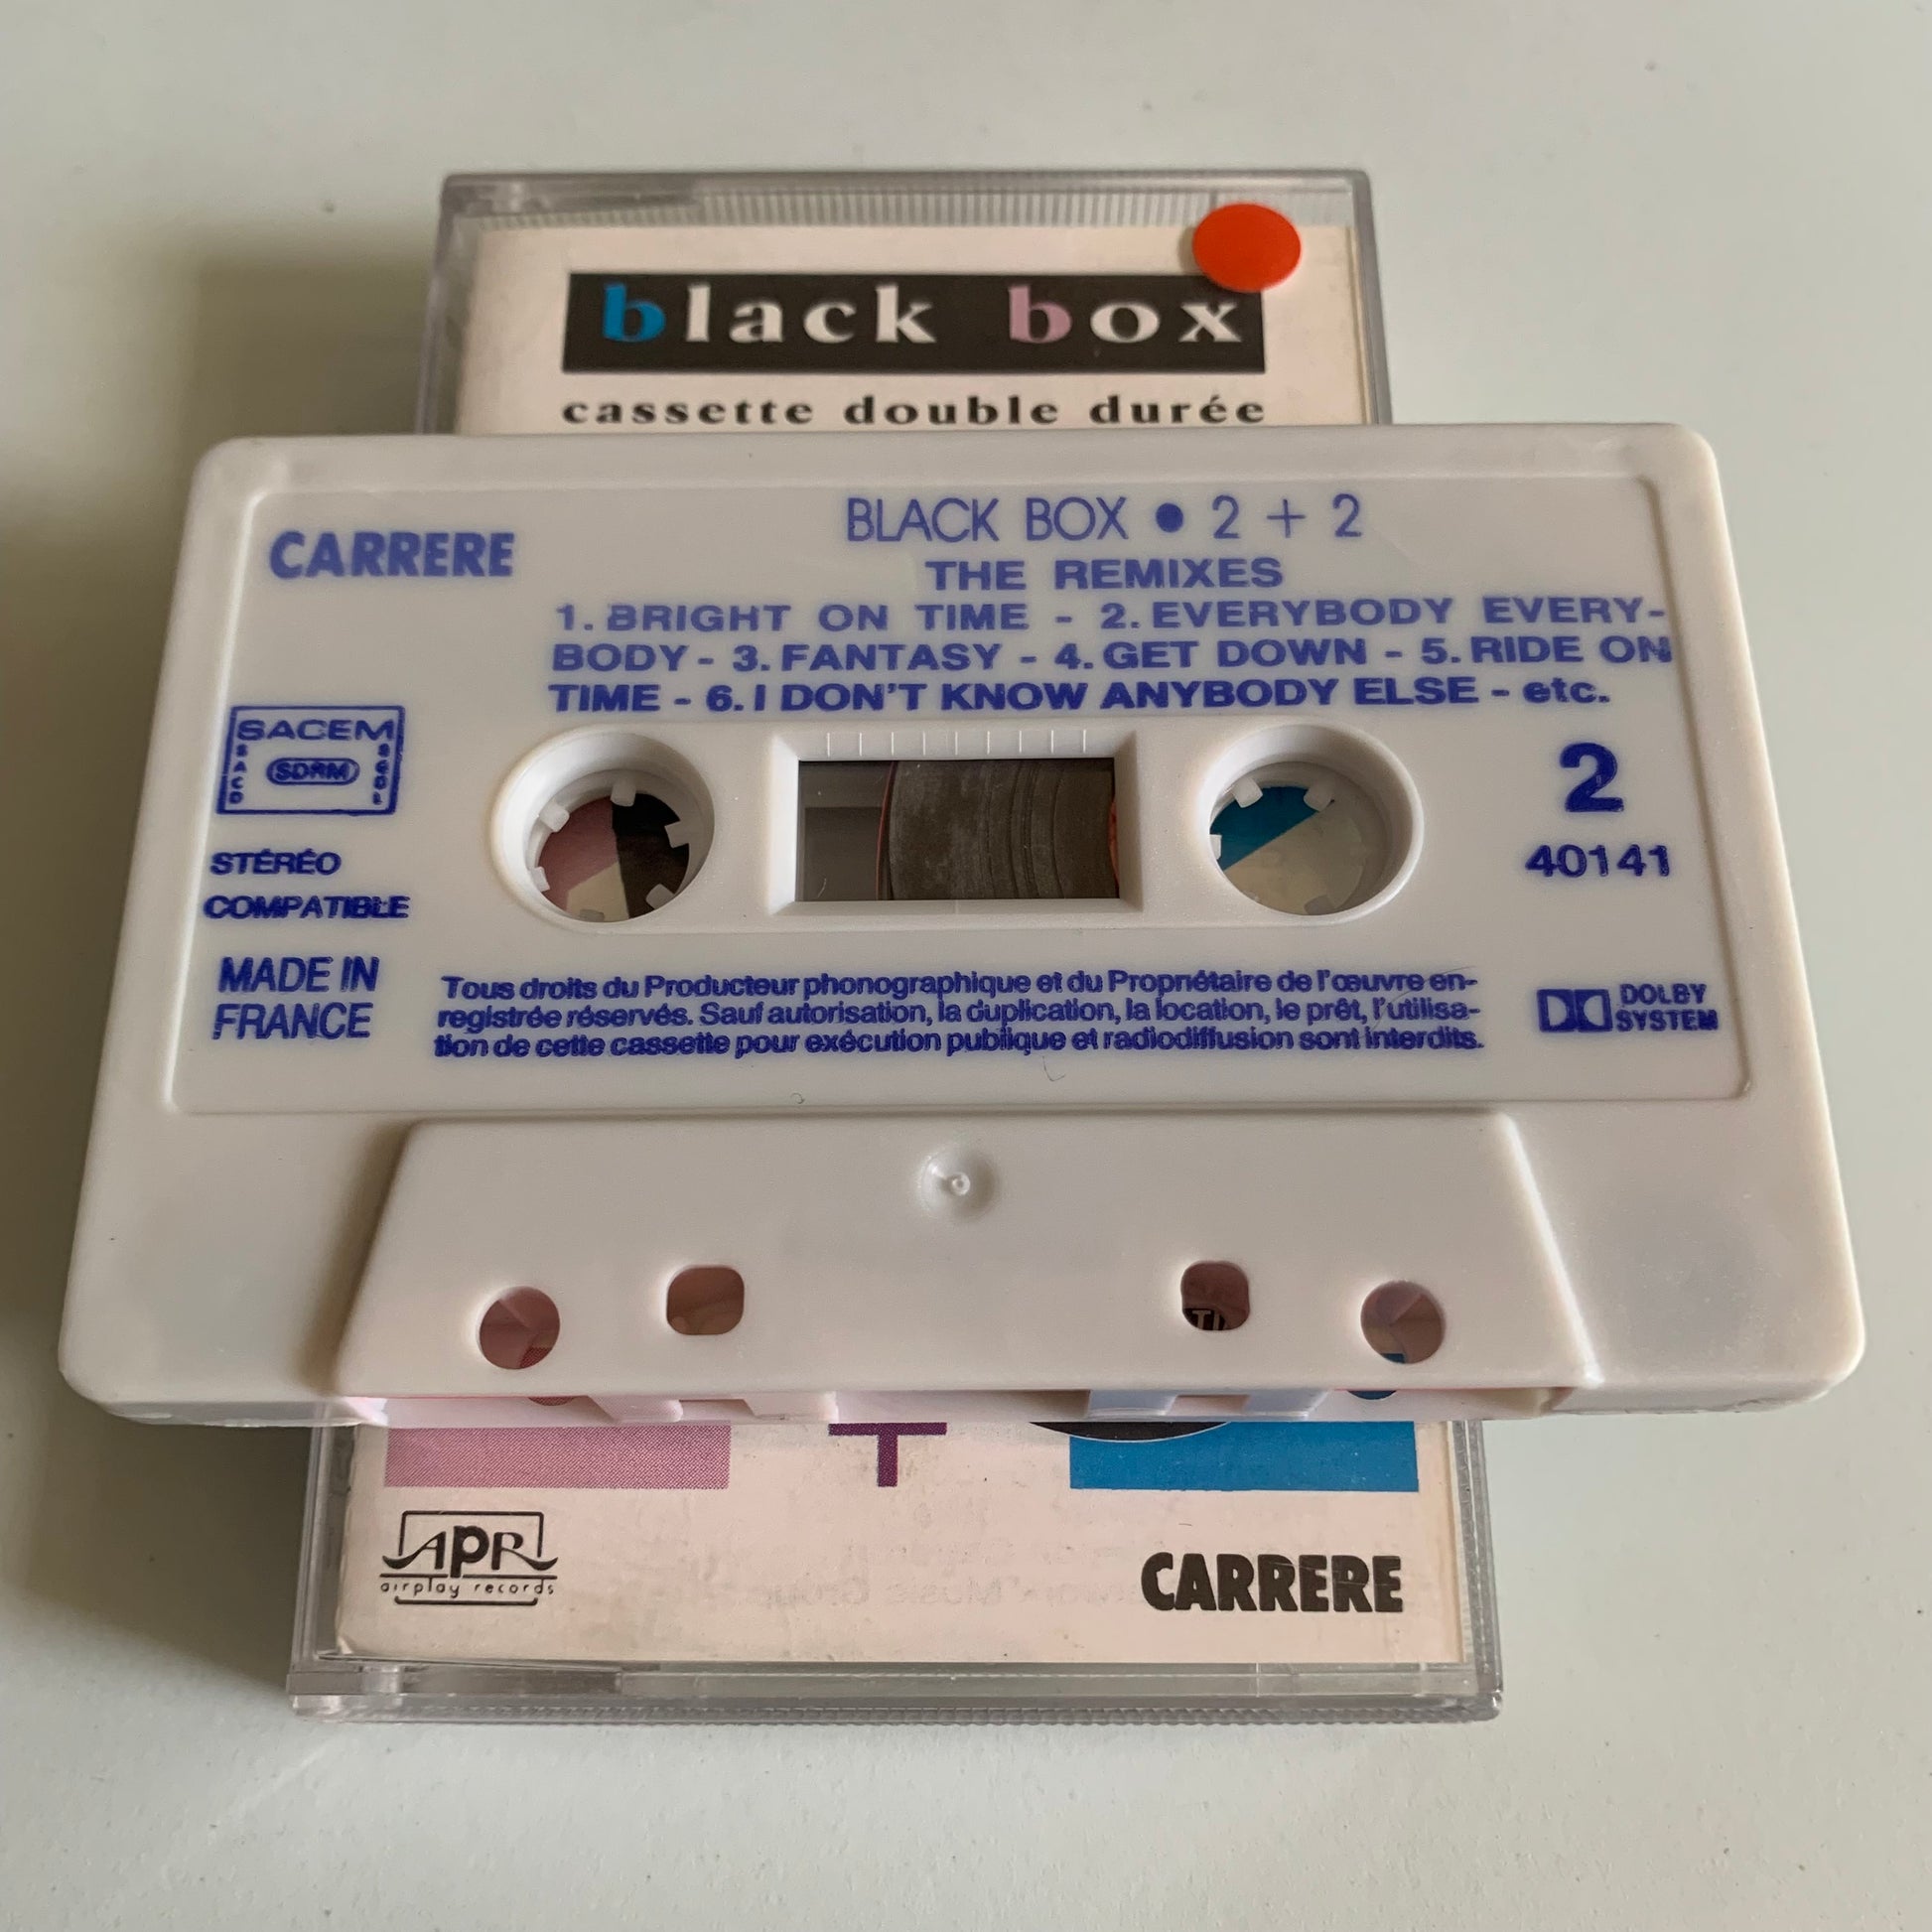 black box
cassette double durée
CARRERE
BLACK BOX • 2 + 2
THE REMIXES
1. BRIGHT ON TIME - 2. EVERYBODY EVERY-
BODY - 3. FANTASY - 4. GET DOWN - 5. RIDE ON
TIME - 6. I DON'T KNOW ANYBODY ELSE - etc.
SACEM
SACD
SDRM
SGDL
STÉRÉO
COMPATIBLE
2
40141
MADE IN
FRANCE
Tous droits du Producteur phonographique et du Propriétaire de l'œuvre en-
registrée réservés. Sauf autorisation, la duplication, la location, le prêt, l'utilisa-
tion de cette cassette pour exécution publique et radiodiffusion sont interdits.
DOLBY
SYSTEM
APR
airplay records
CARRERE